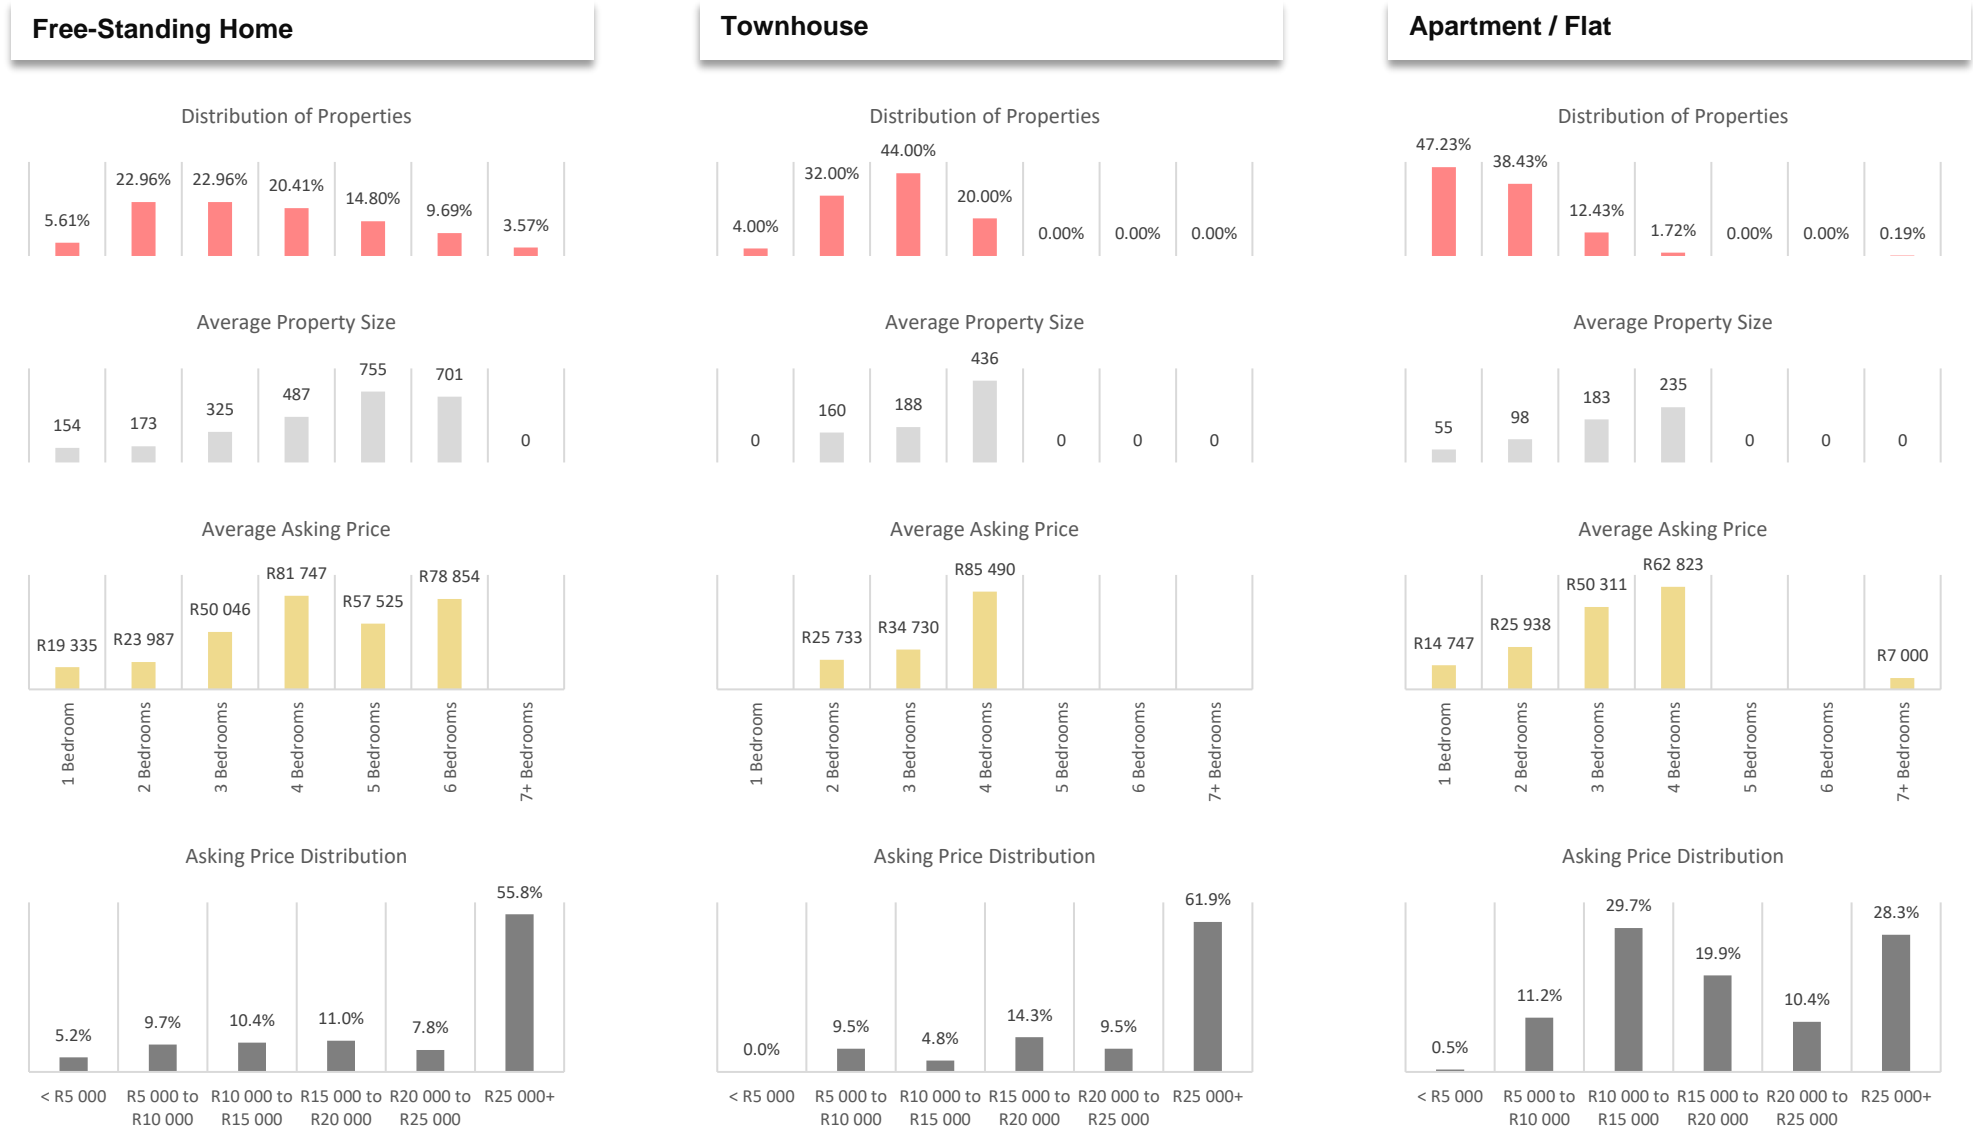 Free-Standing Home
Distribution of Properties
5.61%
22.96%
22.96%
20.41%
14.80%
9.69%
3.57%
Average Property Size
154
173
325
487
755
701
0
Average Asking Price
R19 335
R23 987
R50 046
R81 747
R57 525
R78 854
1 Bedroom
2 Bedrooms
3 Bedrooms
4 Bedrooms
5 Bedrooms
6 Bedrooms
7+ Bedrooms
Asking Price Distribution
5.2%
9.7%
10.4%
11.0%
7.8%
55.8%
< R5 000
R5 000 to
R10 000
R10 000 to
R15 000
R15 000 to
R20 000
R20 000 to
R25 000
R25 000+
Townhouse
Distribution of Properties
4.00%
32.00%
44.00%
20.00%
0.00%
0.00%
0.00%
Average Property Size
0
160
188
436
0
0
0
Average Asking Price
R25 733
R34 730
R85 490
1 Bedroom
2 Bedrooms
3 Bedrooms
4 Bedrooms
5 Bedrooms
6 Bedrooms
7+ Bedrooms
Asking Price Distribution
0.0%
9.5%
4.8%
14.3%
9.5%
61.9%
< R5 000
R5 000 to
R10 000
R10 000 to
R15 000
R15 000 to
R20 000
R20 000 to
R25 000
R25 000+
Apartment / Flat
Distribution of Properties
47.23%
38.43%
12.43%
1.72%
0.00%
0.00%
0.19%
Average Property Size
55
98
183
235
0
0
0
Average Asking Price
R14 747
R25 938
R50 311
R62 823
R7 000
1 Bedroom
2 Bedrooms
3 Bedrooms
4 Bedrooms
5 Bedrooms
6 Bedrooms
7+ Bedrooms
Asking Price Distribution
0.5%
11.2%
29.7%
19.9%
10.4%
28.3%
< R5 000
R5 000 to
R10 000
R10 000 to
R15 000
R15 000 to
R20 000
R20 000 to
R25 000
R25 000+